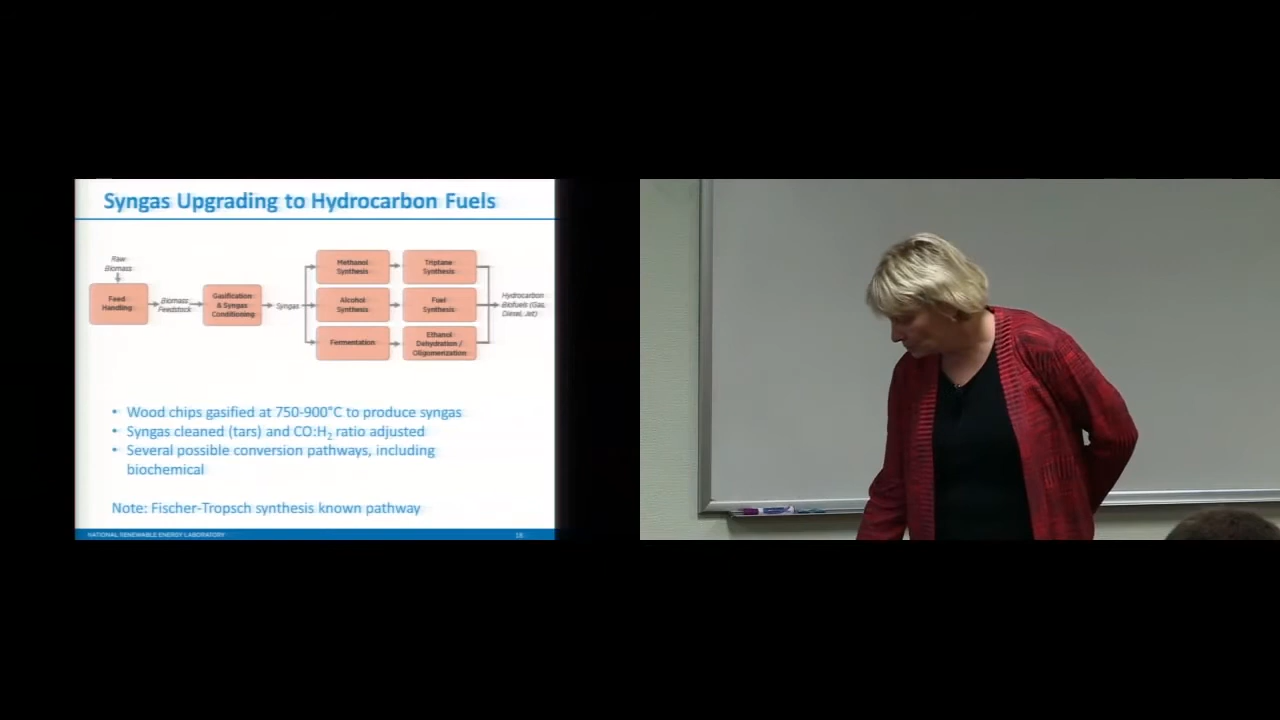 Syngas Upgrading to Hydrocarbon Fuels
Raw
Biomass
Feed
Handling
Biomass
Feedstock
Gasification
& Syngas
Conditioning
Syngas
Methanol
Synthesis
Triptane
Synthesis
Alcohol
Synthesis
Fuel
Synthesis
Fermentation
Ethanol
Dehydration /
Oligomerization
Hydrocarbon
Biofuels (Gas,
Diesel, Jet)
• Wood chips gasified at 750-900°C to produce syngas
• Syngas cleaned (tars) and CO:H₂ ratio adjusted
• Several possible conversion pathways, including
biochemical
Note: Fischer-Tropsch synthesis known pathway
NATIONAL RENEWABLE ENERGY LABORATORY
18